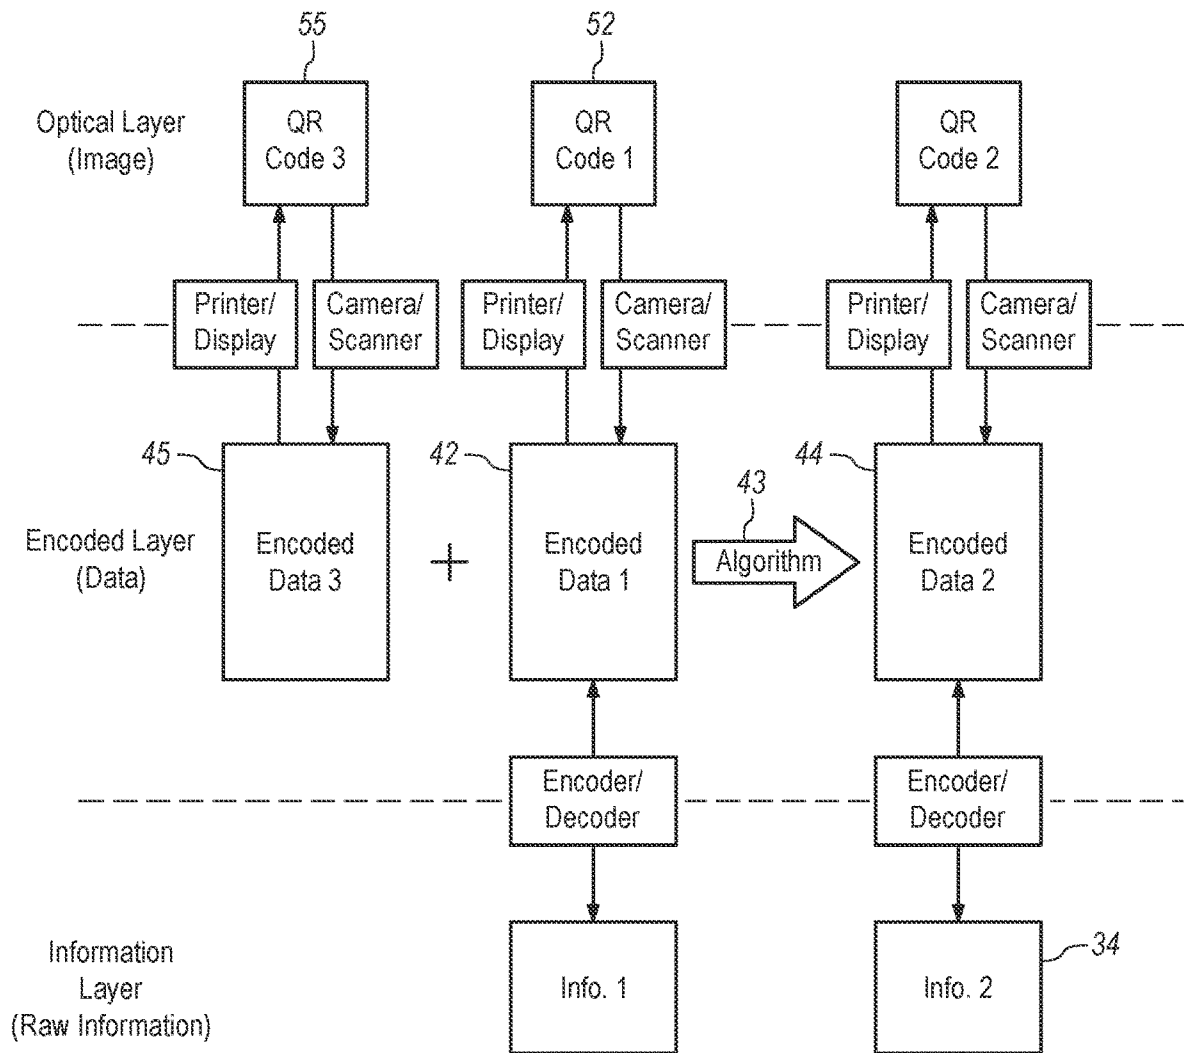 55
52
Optical Layer
(Image)
QR
Code 3
QR
Code 1
QR
Code 2
Printer/
Display
Camera/
Scanner
Printer/
Display
Camera/
Scanner
Printer/
Display
Camera/
Scanner
45
42
43
44
Encoded Layer
(Data)
Encoded
Data 3
+
Encoded
Data 1
Algorithm
Encoded
Data 2
Encoder/
Decoder
Encoder/
Decoder
Information
Layer
(Raw Information)
Info. 1
Info. 2
34